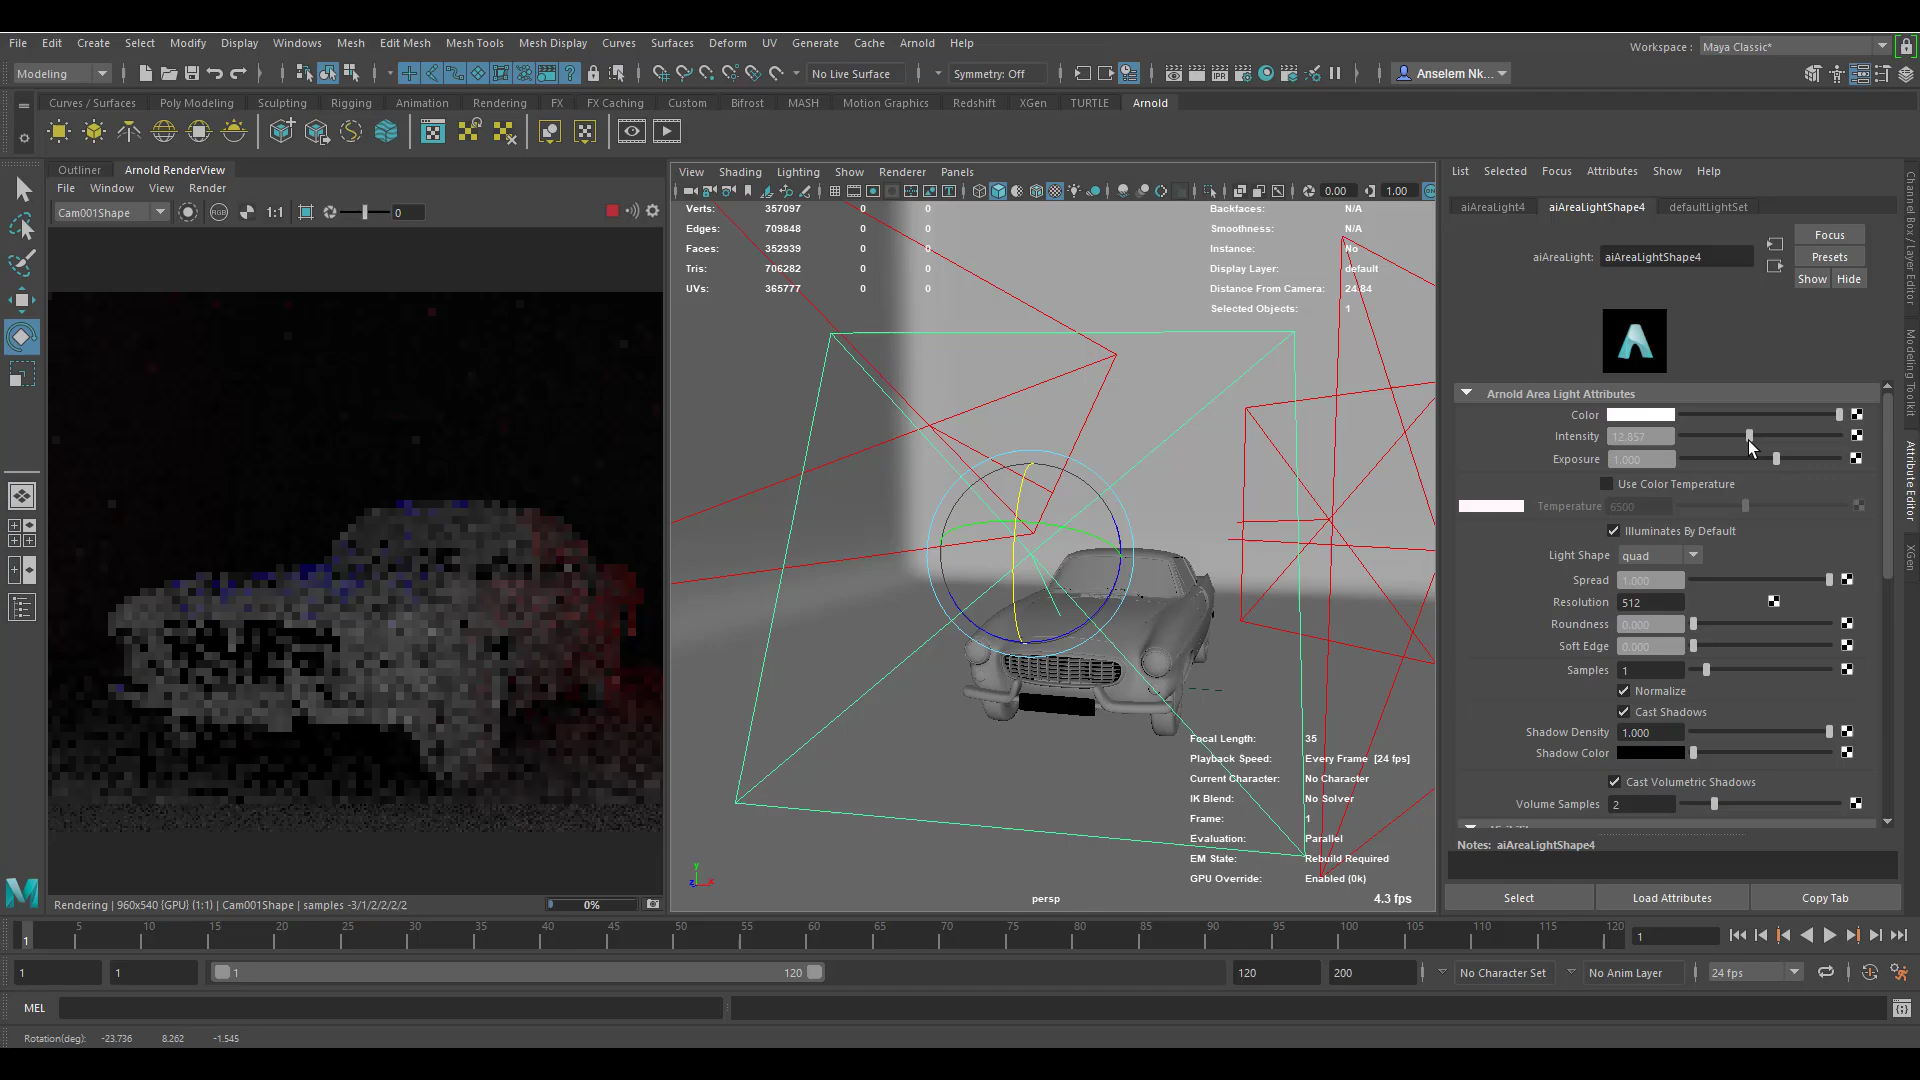 File Edit Create Select Modify Display Windows Mesh Edit Mesh Mesh Tools Mesh Display Curves Surfaces Deform UV Generate Cache Arnold Help
Workspace : Maya Classic*
Modeling No Live Surface Symmetry: Off IPR Anselem Nk...
Curves / Surfaces Poly Modeling Sculpting Rigging Animation Rendering FX FX Caching Custom Bifrost MASH Motion Graphics Redshift XGen TURTLE Arnold
Outliner Arnold RenderView
File Window View Render
Cam001Shape RGB 1:1 0
Rendering | 960x540 {GPU} (1:1) | Cam001Shape | samples -3/1/2/2/2/2 0%
View Shading Lighting Show Renderer Panels
0.00 1.00
Verts: 357097 0 0
Edges: 709848 0 0
Faces: 352939 0 0
Tris: 706282 0 0
UVs: 365777 0 0
Backfaces: N/A
Smoothness: N/A
Instance: No
Display Layer: default
Distance From Camera: 24.84
Selected Objects: 1
Focal Length: 35
Playback Speed: Every Frame [24 fps]
Current Character: No Character
IK Blend: No Solver
Frame: 1
Evaluation: Parallel
EM State: Rebuild Required
GPU Override: Enabled (0k)
y
z x
persp 4.3 fps
List Selected Focus Attributes Show Help
aiAreaLight4 aiAreaLightShape4 defaultLightSet
Focus
aiAreaLight: aiAreaLightShape4 Presets
Show Hide
Arnold Area Light Attributes
Color
Intensity 12.857
Exposure 1.000
Use Color Temperature
Temperature 6500
Illuminates By Default
Light Shape quad
Spread 1.000
Resolution 512
Roundness 0.000
Soft Edge 0.000
Samples 1
Normalize
Cast Shadows
Shadow Density 1.000
Shadow Color
Cast Volumetric Shadows
Volume Samples 2
Notes: aiAreaLightShape4
Select Load Attributes Copy Tab
Channel Box / Layer Editor
Modeling Toolkit
Attribute Editor
XGen
1 5 10 15 20 25 30 35 40 45 50 55 60 65 70 75 80 85 90 95 100 105 110 115 120 1
1 1 1 120 120 200 No Character Set No Anim Layer 24 fps
MEL
Rotation(deg): -23.736 8.262 -1.545